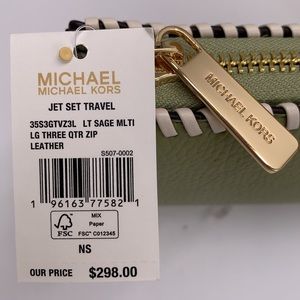 MICHAEL
MICHAEL KORS
JET SET TRAVEL
35S3GTVZ3L LT SAGE MLTI
LG THREE QTR ZIP
LEATHER
S507-0002
1 96163 77582 1
FSC
MIX
Paper
FSC® C012345
NS
OUR PRICE $298.00
MICHAEL KORS